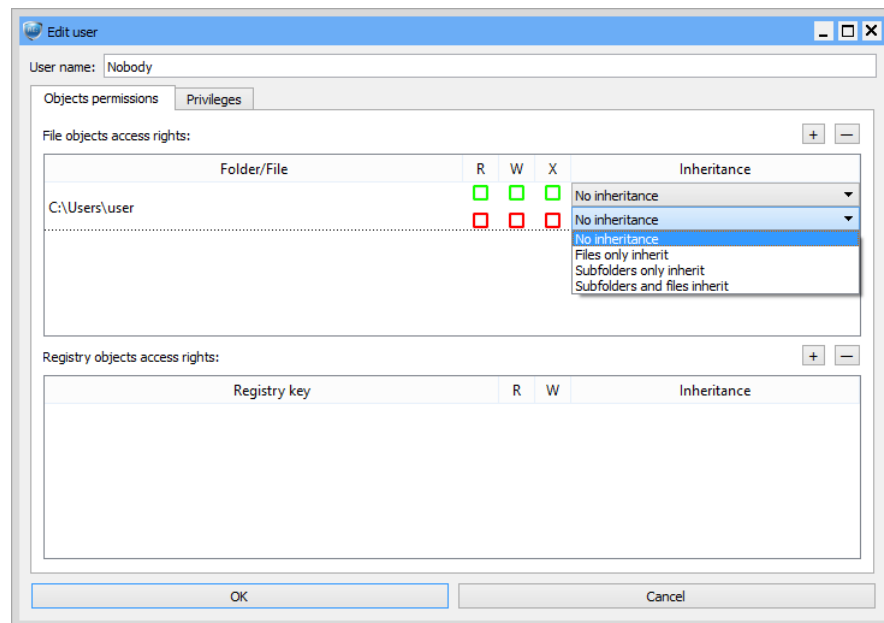 Edit user
User name: Nobody
Objects permissions Privileges
File objects access rights: + —
Folder/File R W X Inheritance
No inheritance
C:\Users\user
No inheritance
No inheritance
Files only inherit
Subfolders only inherit
Subfolders and files inherit
Registry objects access rights: + —
Registry key R W Inheritance
OK Cancel